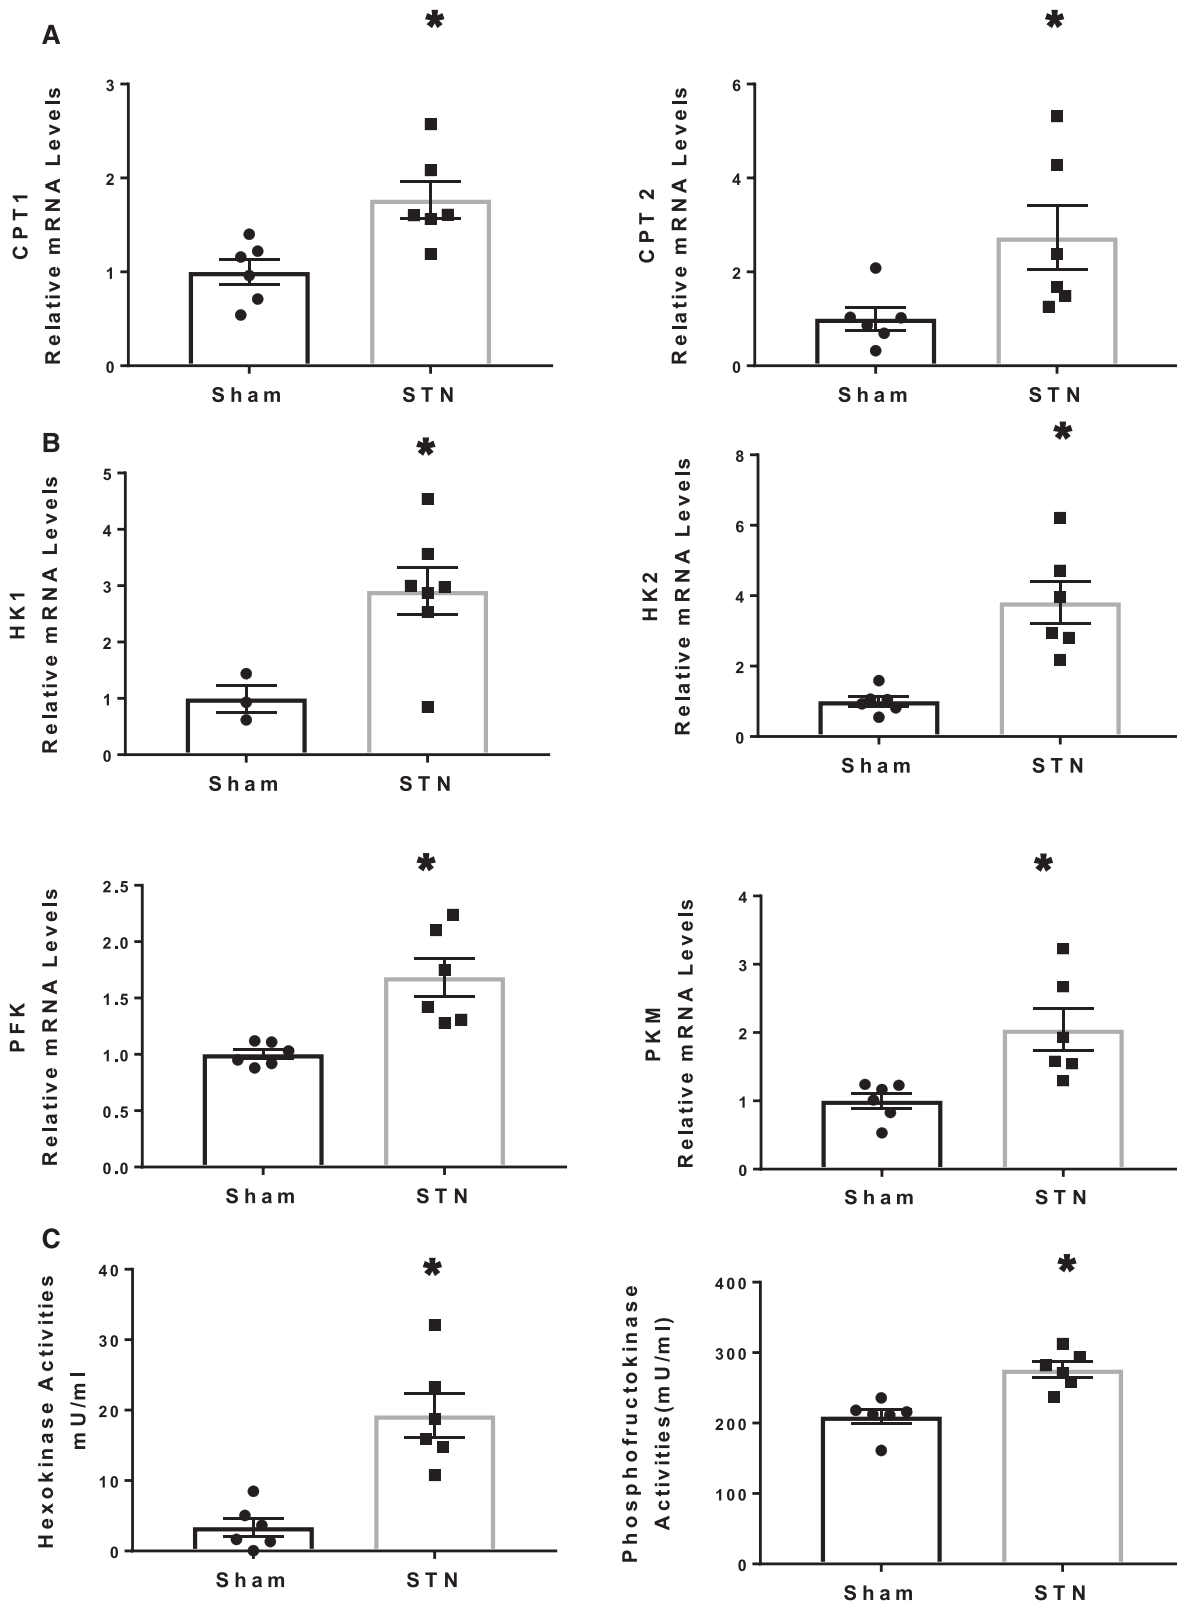 A
*
*
CPT1
Relative mRNA Levels
3
2
1
0
Sham
STN
CPT 2
Relative mRNA Levels
6
4
2
0
Sham
STN
B
*
*
HK1
Relative mRNA Levels
5
4
3
2
1
0
Sham
STN
HK2
Relative mRNA Levels
8
6
4
2
0
Sham
STN
*
*
PFK
Relative mRNA Levels
2.5
2.0
1.5
1.0
0.5
0.0
Sham
STN
PKM
Relative mRNA Levels
4
3
2
1
0
Sham
STN
C
*
*
Hexokinase Activities
mU/ml
40
30
20
10
0
Sham
STN
Phosphofructokinase
Activities(mU/ml)
400
300
200
100
0
Sham
STN